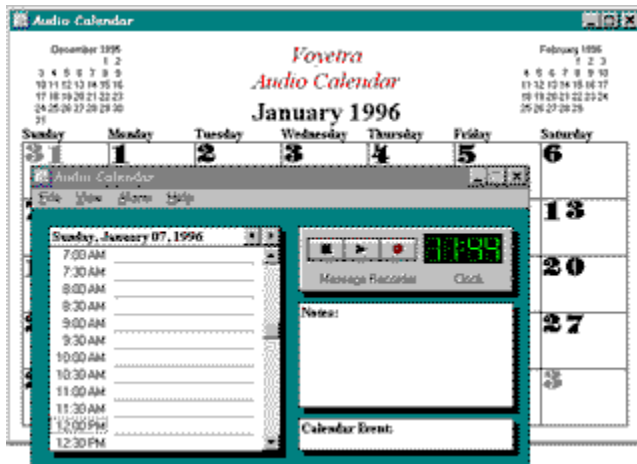 Audio Calendar
December 1995
1 2
3 4 5 6 7 8 9
10 11 12 13 14 15 16
17 18 19 20 21 22 23
24 25 26 27 28 29 30
31
Voyetra
Audio Calendar
January 1996
February 1996
1 2 3
4 5 6 7 8 9 10
11 12 13 14 15 16 17
18 19 20 21 22 23 24
25 26 27 28 29
Sunday Monday Tuesday Wednesday Thursday Friday Saturday
31 1 2 3 4 5 6
13
20
27
3
Audio Calendar
View Alarm Help
Sunday, January 07, 1996
7:00 AM
7:30 AM
8:00 AM
8:30 AM
9:00 AM
9:30 AM
10:00 AM
10:30 AM
11:00 AM
11:30 AM
12:00 PM
12:30 PM
Message Recorder Clock
11:44
Notes:
Calendar Event: